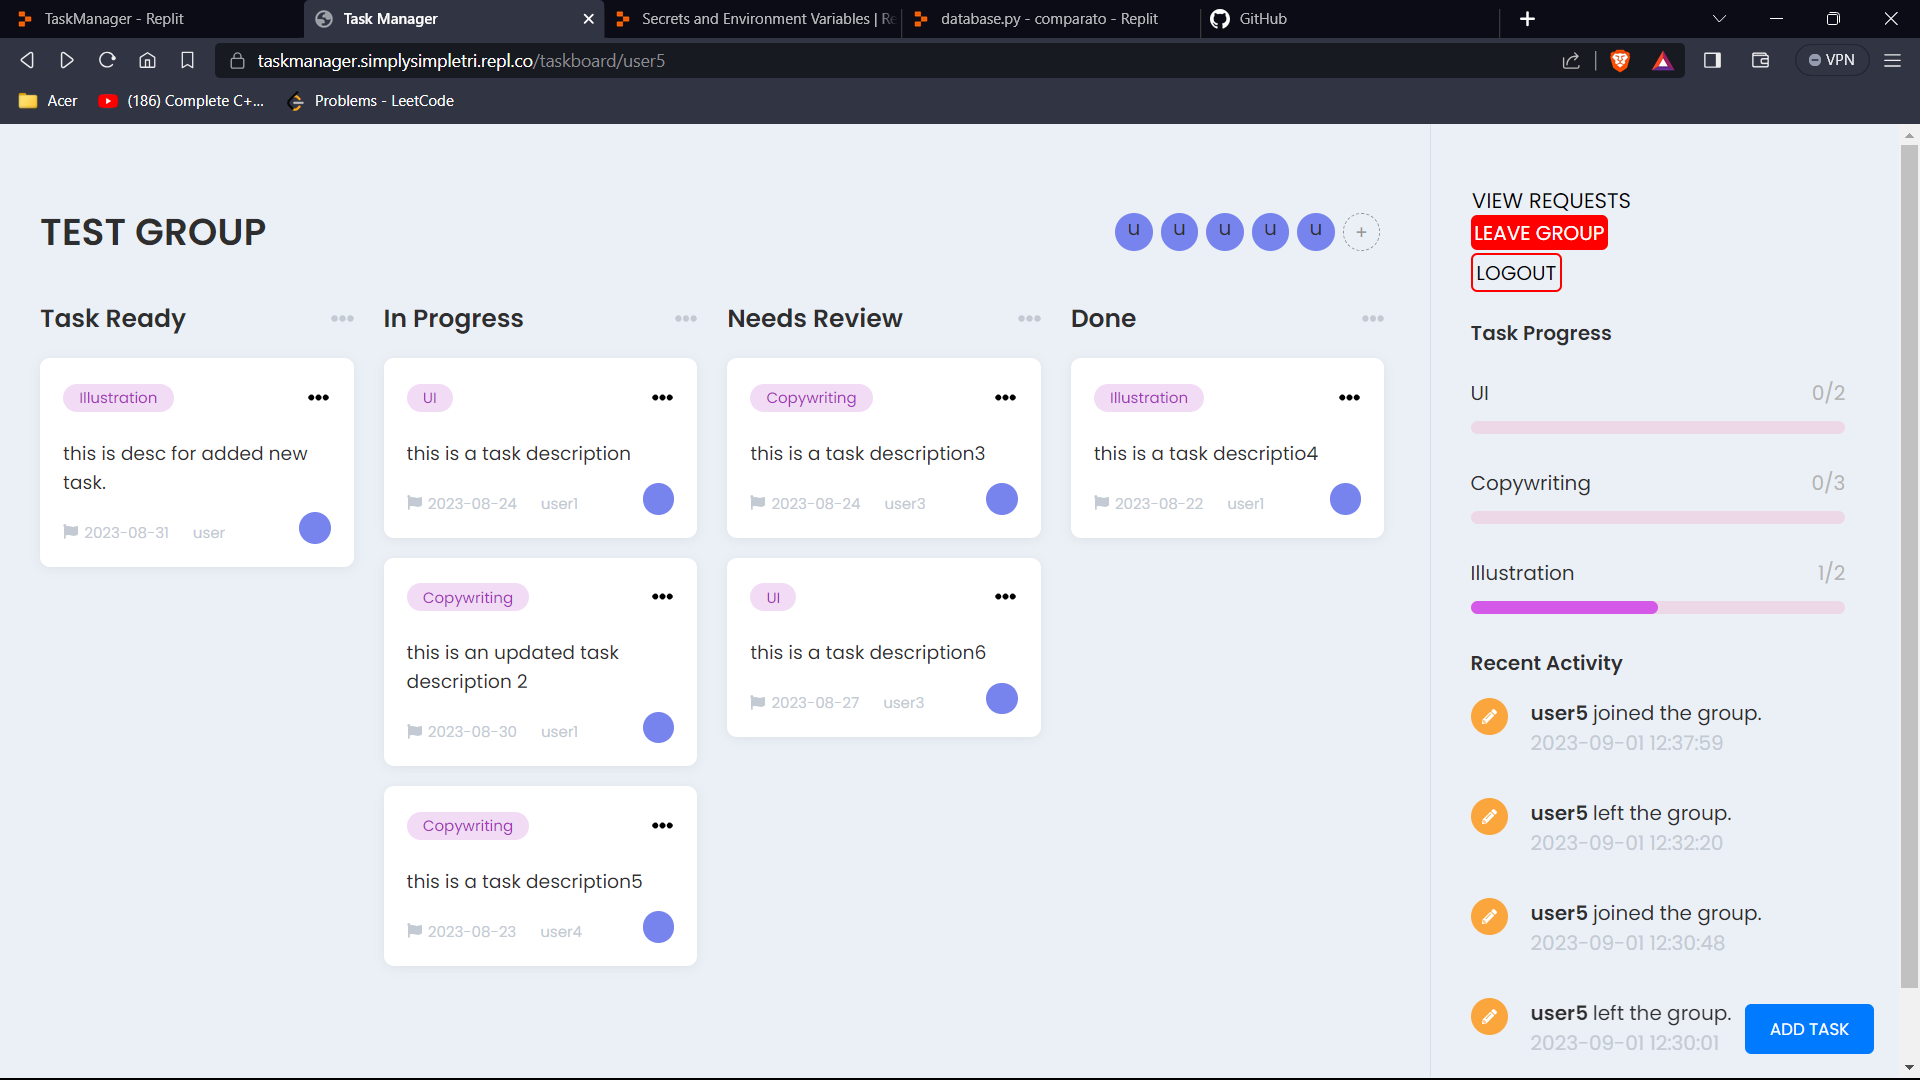 TaskManager - Replit
Task Manager
Secrets and Environment Variables | Re
database.py - comparato - Replit
GitHub
taskmanager.simplysimpletri.repl.co/taskboard/user5
VPN
Acer
(186) Complete C+...
Problems - LeetCode
TEST GROUP
u u u u u +
VIEW REQUESTS
LEAVE GROUP
LOGOUT
Task Ready
Illustration
this is desc for added new
task.
2023-08-31 user
In Progress
UI
this is a task description
2023-08-24 user1
Copywriting
this is an updated task
description 2
2023-08-30 user1
Copywriting
this is a task description5
2023-08-23 user4
Needs Review
Copywriting
this is a task description3
2023-08-24 user3
UI
this is a task description6
2023-08-27 user3
Done
Illustration
this is a task descriptio4
2023-08-22 user1
Task Progress
UI 0/2
Copywriting 0/3
Illustration 1/2
Recent Activity
user5 joined the group.
2023-09-01 12:37:59
user5 left the group.
2023-09-01 12:32:20
user5 joined the group.
2023-09-01 12:30:48
user5 left the group.
2023-09-01 12:30:01
ADD TASK